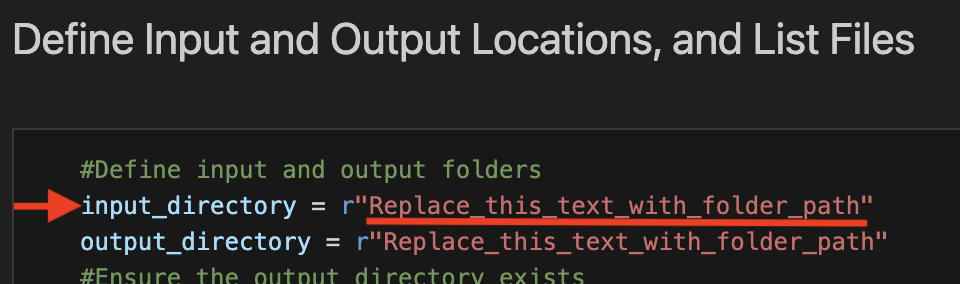 Define Input and Output Locations, and List Files
#Define input and output folders
input_directory = r"Replace_this_text_with_folder_path"
output_directory = r"Replace_this_text_with_folder_path"
#Ensure the output directory exists